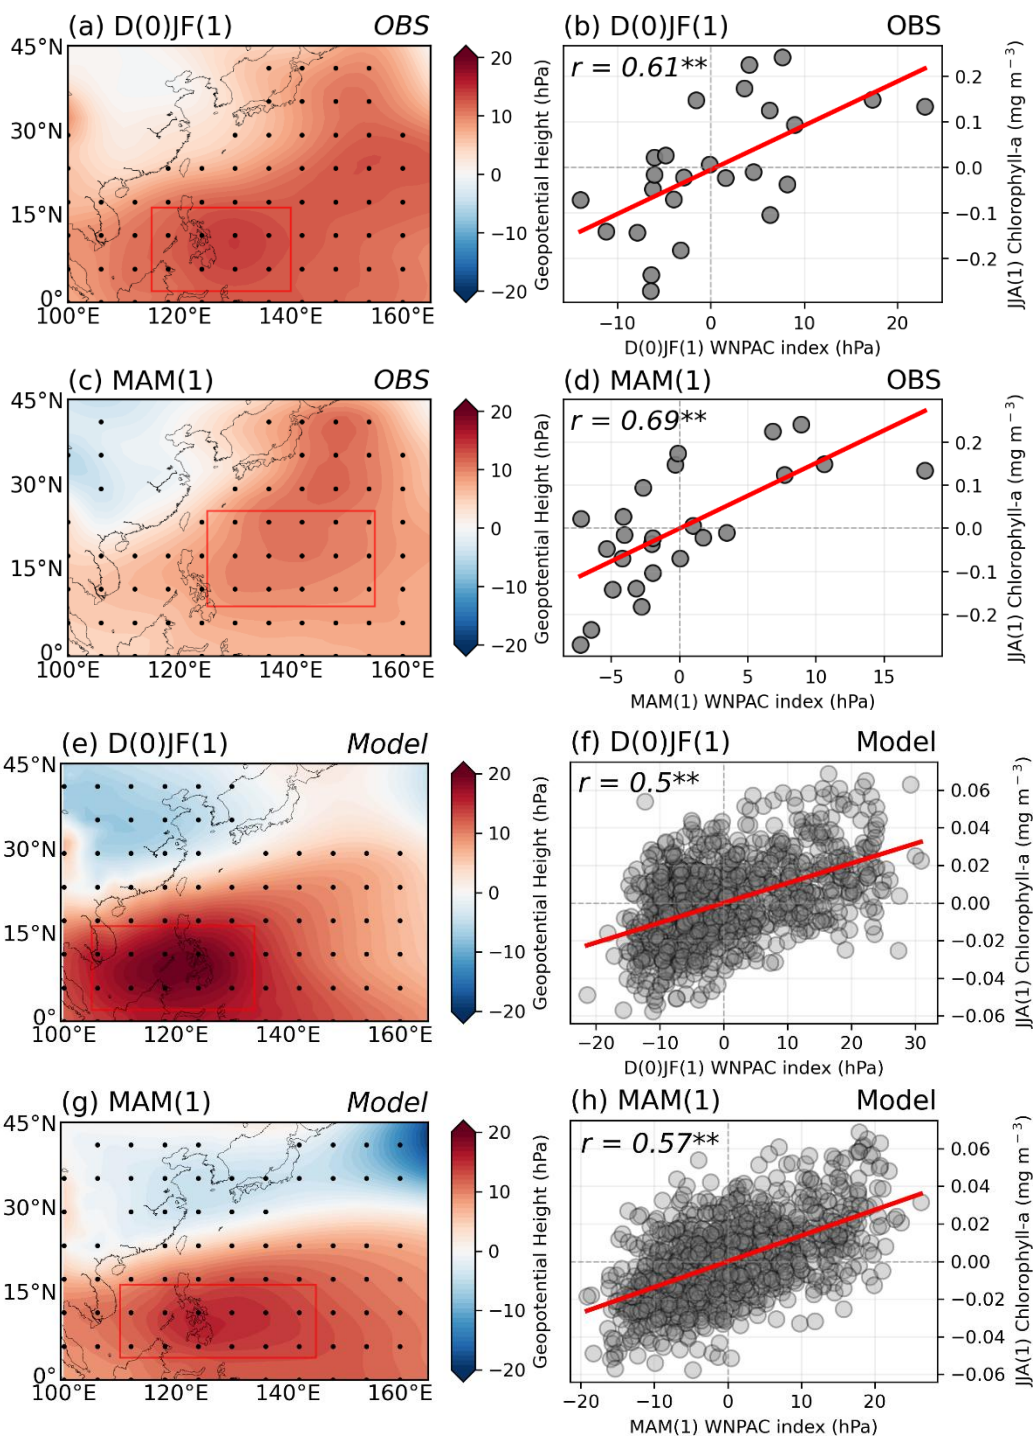 (a) D(0)JF(1) OBS
45°N
30°N
15°N
0°
100°E 120°E 140°E 160°E
20
10
0
−10
−20
Geopotential Height (hPa)
(b) D(0)JF(1) OBS
r = 0.61**
0.2
0.1
0.0
−0.1
−0.2
JJA(1) Chlorophyll-a (mg m⁻³)
−10 0 10 20
D(0)JF(1) WNPAC index (hPa)
(c) MAM(1) OBS
45°N
30°N
15°N
0°
100°E 120°E 140°E 160°E
20
10
0
−10
−20
Geopotential Height (hPa)
(d) MAM(1) OBS
r = 0.69**
0.2
0.1
0.0
−0.1
−0.2
JJA(1) Chlorophyll-a (mg m⁻³)
−5 0 5 10 15
MAM(1) WNPAC index (hPa)
(e) D(0)JF(1) Model
45°N
30°N
15°N
0°
100°E 120°E 140°E 160°E
20
10
0
−10
−20
Geopotential Height (hPa)
(f) D(0)JF(1) Model
r = 0.5**
0.06
0.04
0.02
0.00
−0.02
−0.04
−0.06
JJA(1) Chlorophyll-a (mg m⁻³)
−20 −10 0 10 20 30
D(0)JF(1) WNPAC index (hPa)
(g) MAM(1) Model
45°N
30°N
15°N
0°
100°E 120°E 140°E 160°E
20
10
0
−10
−20
Geopotential Height (hPa)
(h) MAM(1) Model
r = 0.57**
0.06
0.04
0.02
0.00
−0.02
−0.04
−0.06
JJA(1) Chlorophyll-a (mg m⁻³)
−20 −10 0 10 20
MAM(1) WNPAC index (hPa)